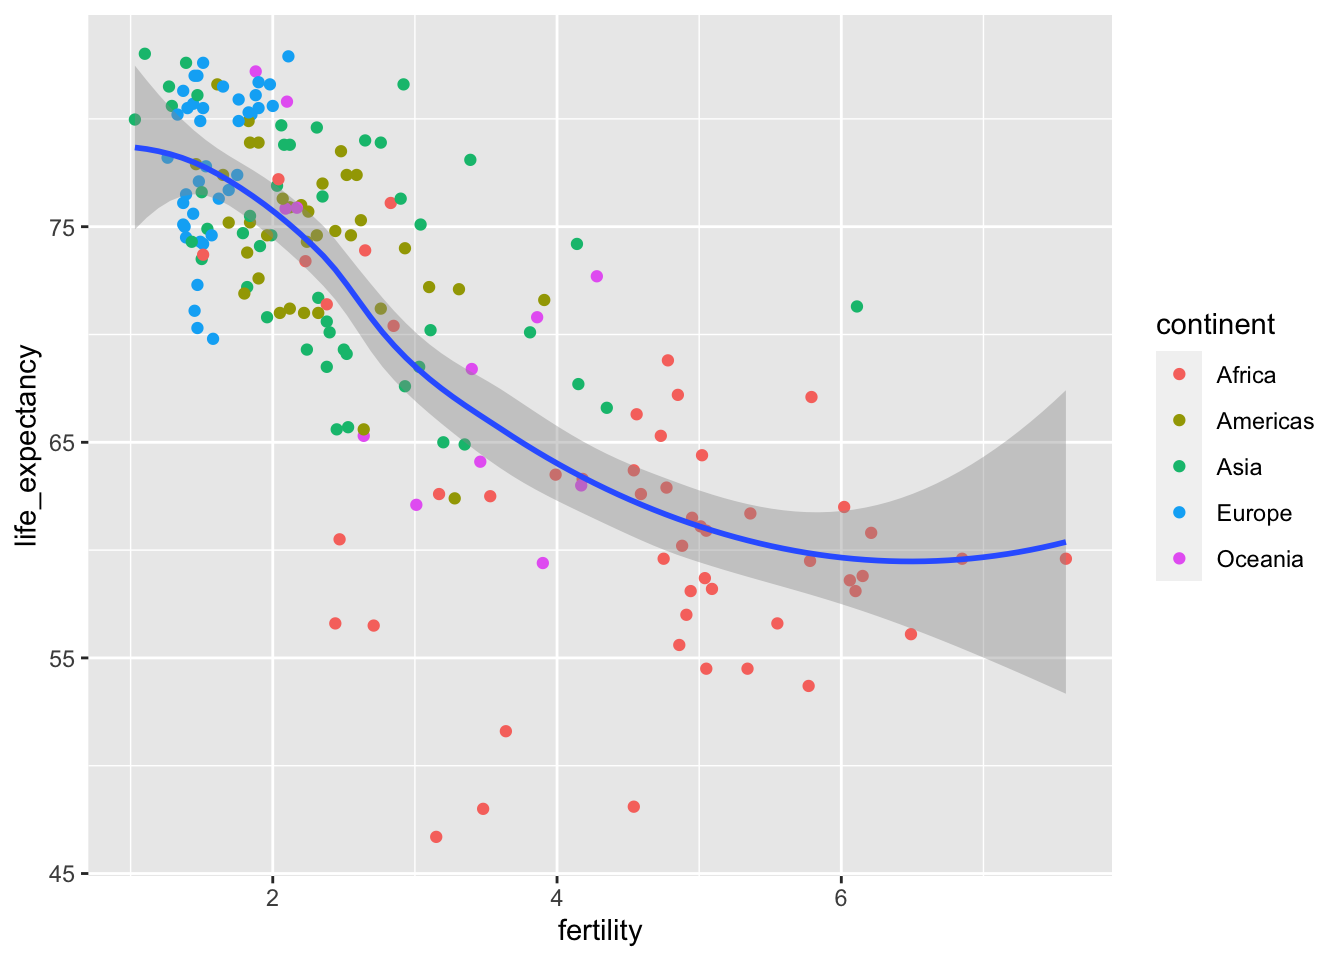 life_expectancy
75
65
55
45
2 4 6
fertility
continent
Africa
Americas
Asia
Europe
Oceania